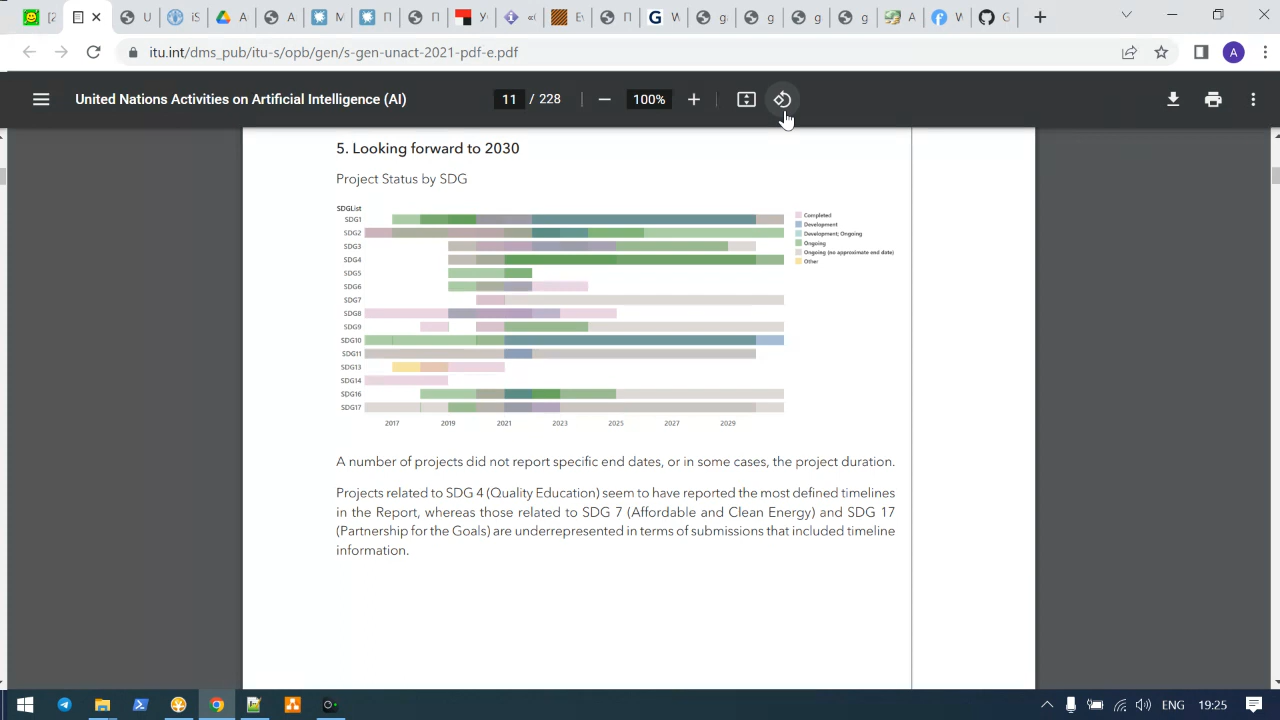 [2
iS
A
A
M
П
П
У
еі
Еν
П
W
g
g
g
g
A
W
G
itu.int/dms_pub/itu-s/opb/gen/s-gen-unact-2021-pdf-e.pdf
A
United Nations Activities on Artificial Intelligence (AI)
11 / 228
100%
5. Looking forward to 2030
Project Status by SDG
SDGList
SDG1
SDG2
SDG3
SDG4
SDG5
SDG6
SDG7
SDG8
SDG9
SDG10
SDG11
SDG13
SDG14
SDG16
SDG17
2017 2019 2021 2023 2025 2027 2029
Completed
Development
Development; Ongoing
Ongoing
Ongoing (no approximate end date)
Other
A number of projects did not report specific end dates, or in some cases, the project duration.
Projects related to SDG 4 (Quality Education) seem to have reported the most defined timelines
in the Report, whereas those related to SDG 7 (Affordable and Clean Energy) and SDG 17
(Partnership for the Goals) are underrepresented in terms of submissions that included timeline
information.
ENG 19:25